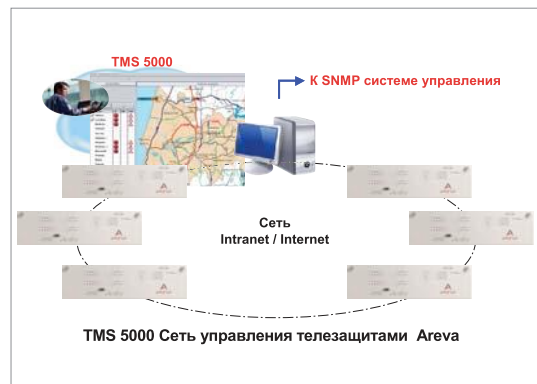 TMS 5000
К SNMP системе управления
Сеть
Intranet / Internet
TMS 5000 Сеть управления телезащитами Areva